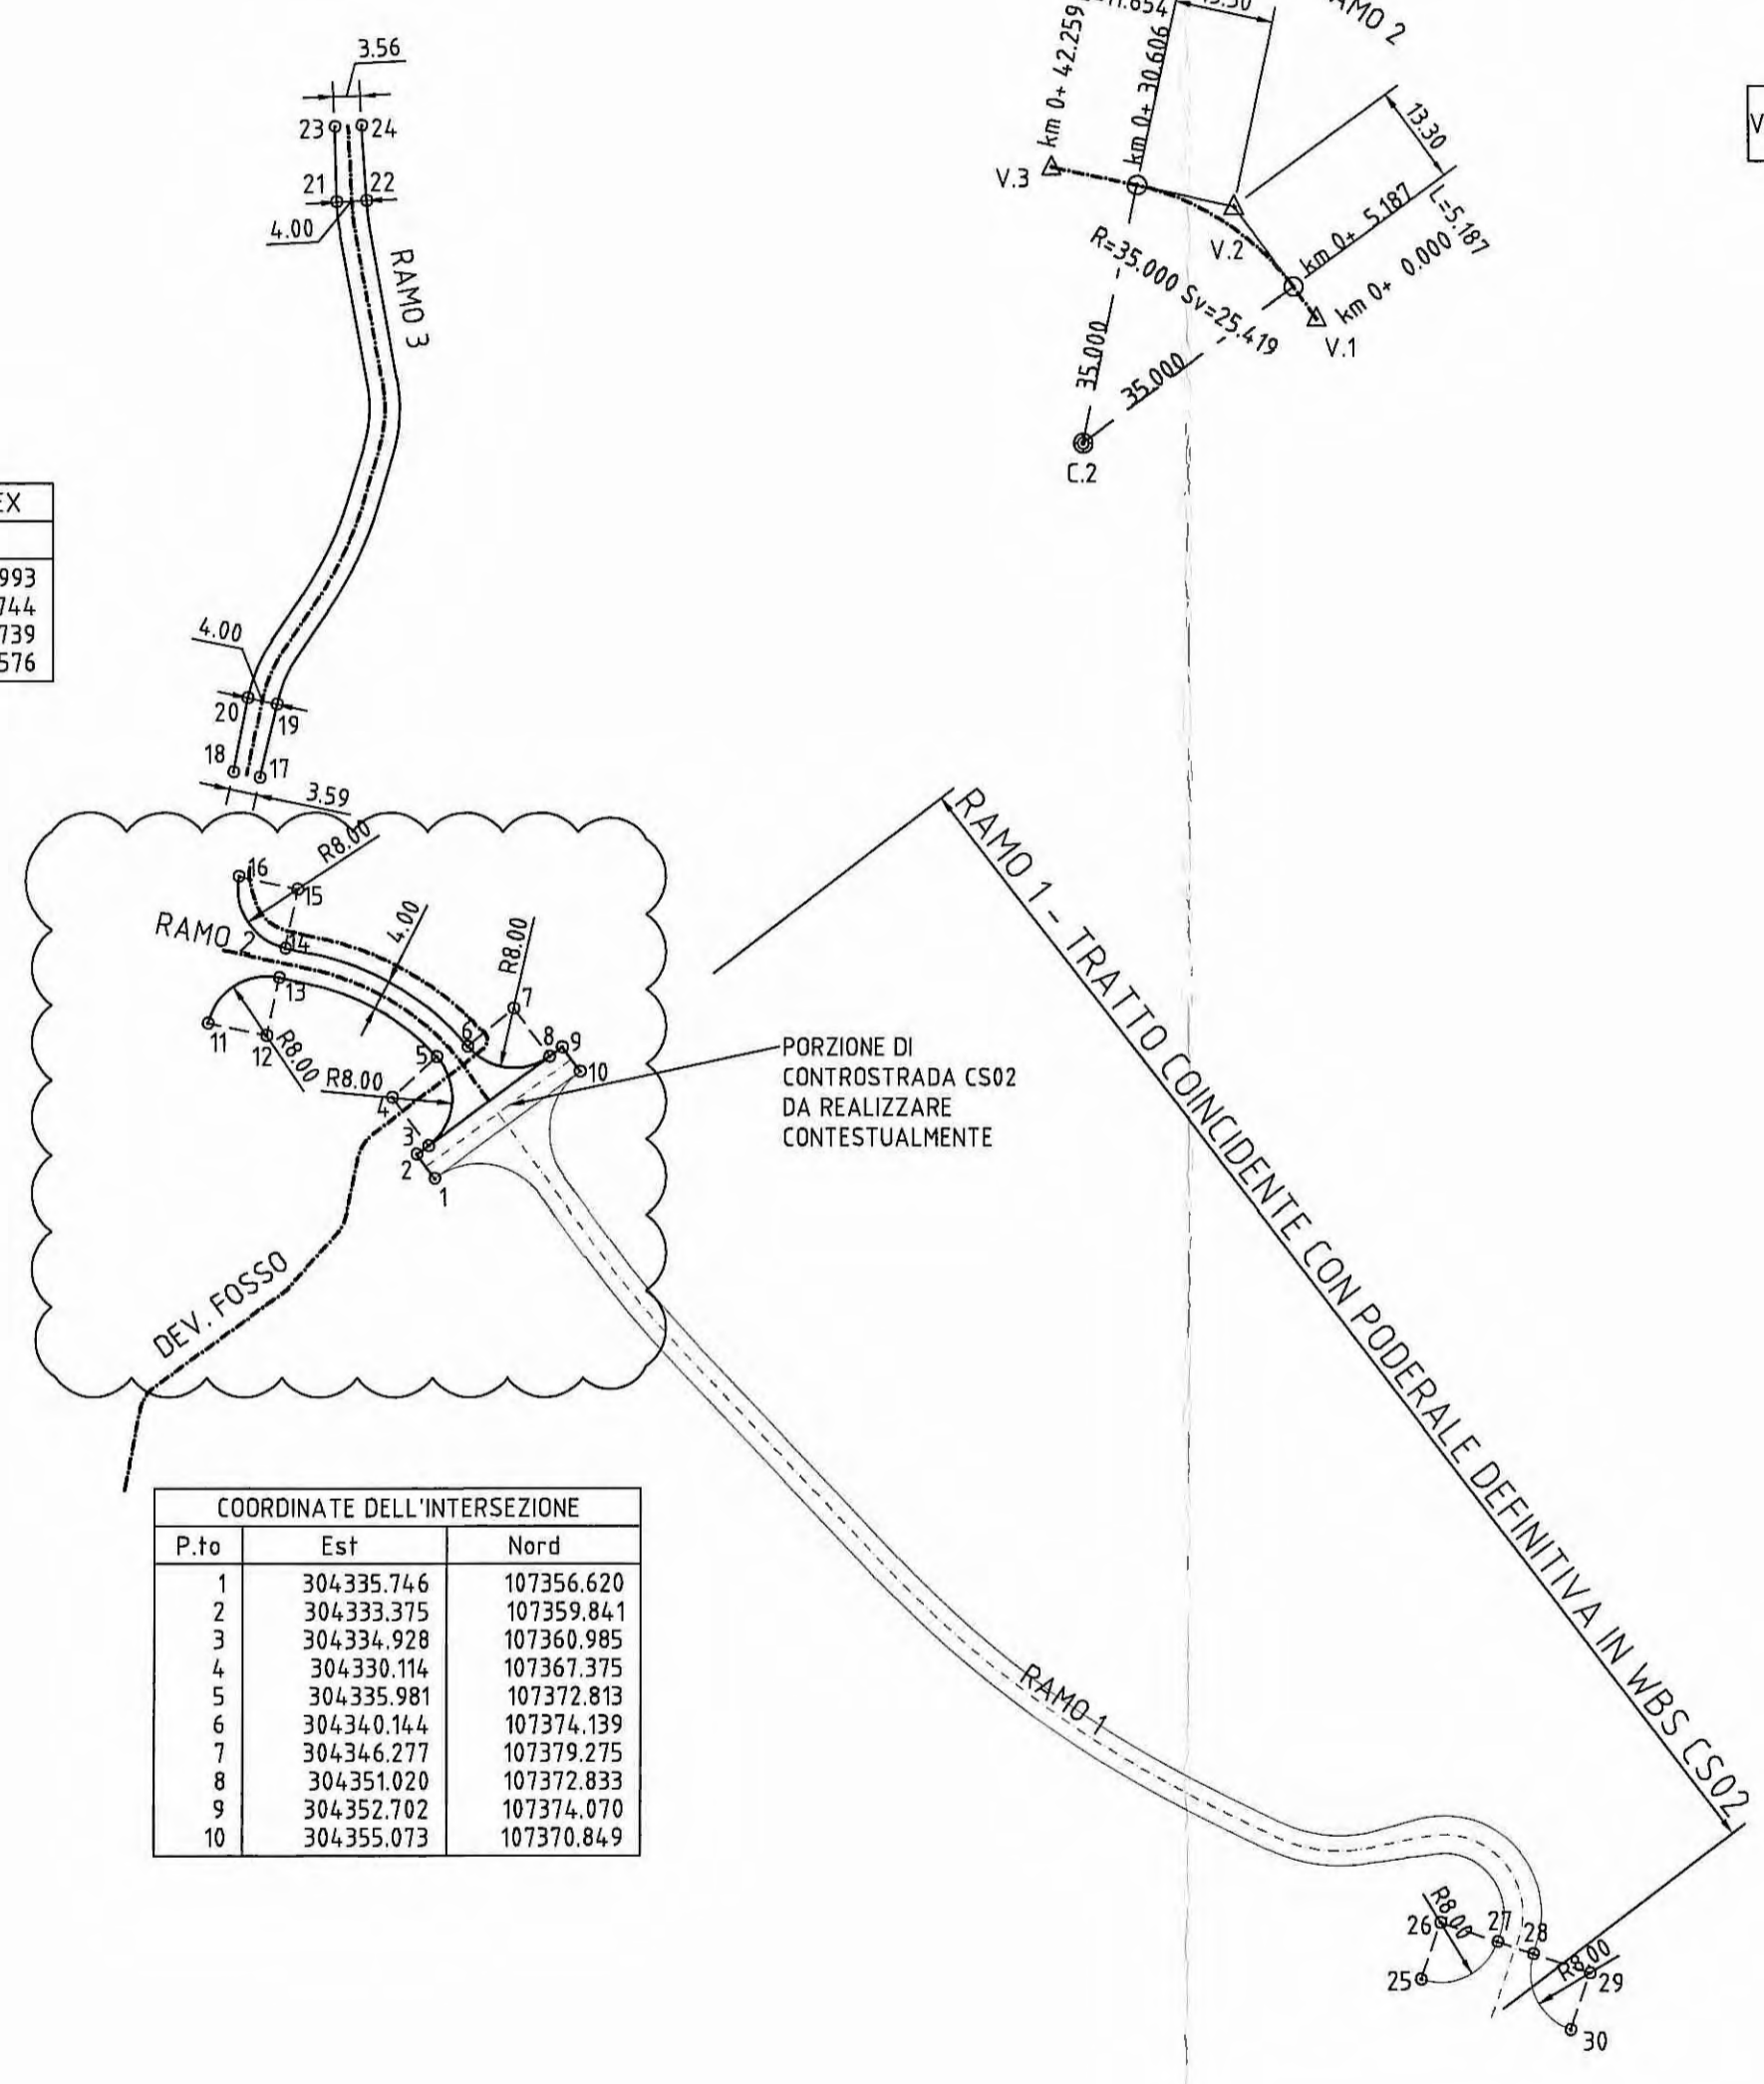 3.56
23
24
21
22
4.00
RAMO 3
4.00
20
19
18
17
3.59
EX
993
744
739
576
13.30
km 0+ 42.259
km 0+ 30.606
V.3
V.2
km 0+ 5.187
L=5.187
km 0+ 0.000
V.1
R=35.000 Sv=25.419
35.000
35.000
C.2
V
16
R8.00
15
RAMO 2
14
4.00
13
R8.00
7
11
12
R8.00
6
8
9
5
10
R8.00
4
3
2
1
PORZIONE DI
CONTROSTRADA CS02
DA REALIZZARE
CONTESTUALMENTE
DEV. FOSSO
RAMO 1 - TRATTO COINCIDENTE CON PODERALE DEFINITIVA IN WBS CS02
COORDINATE DELL'INTERSEZIONE
P.to Est Nord
1 304335.746 107356.620
2 304333.375 107359.841
3 304334.928 107360.985
4 304330.114 107367.375
5 304335.981 107372.813
6 304340.144 107374.139
7 304346.277 107379.275
8 304351.020 107372.833
9 304352.702 107374.070
10 304355.073 107370.849
RAMO 1
R8.00
26
27
28
R8.00
25
29
30